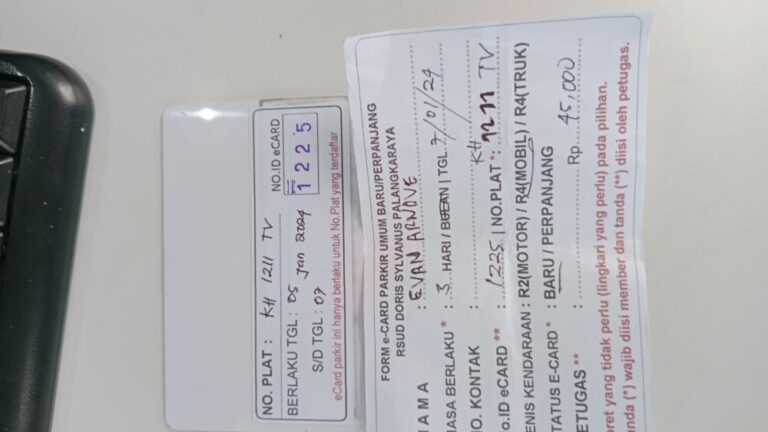 NO. PLAT : KH 1211 TV
NO.ID eCARD
BERLAKU TGL : 05 Jan 2024
1225
S/D TGL : 07
eCard parkir ini hanya berlaku untuk No.Plat yang terdaftar
FORM e-CARD PARKIR UMUM BARU/PERPANJANG
RSUD DORIS SYLVANUS PALANGKARAYA
AMA : EVAN ARNOVE
ASA BERLAKU * : 3 HARI / BULAN | TGL. 7/01/24
O. KONTAK :
o.ID eCARD ** : 1225 | NO.PLAT * : KH 1211 TV
ENIS KENDARAAN : R2(MOTOR) / R4(MOBIL) / R4(TRUK)
TATUS E-CARD * : BARU / PERPANJANG
ETUGAS ** : Rp. 45,000
oret yang tidak perlu (lingkari yang perlu) pada pilihan.
anda (*) wajib diisi member dan tanda (**) diisi oleh petugas.